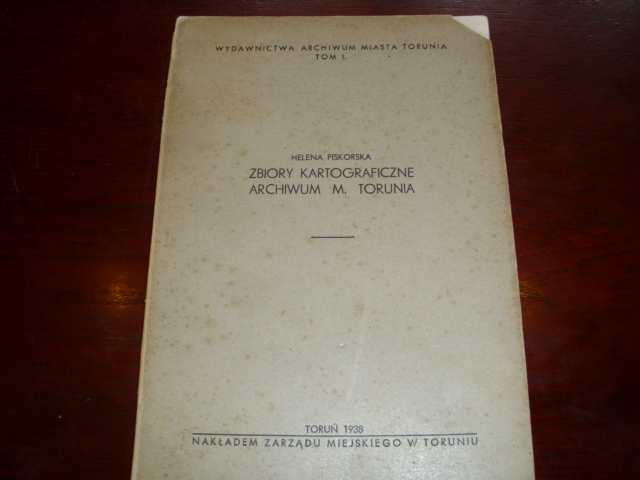 WYDAWNICTWA ARCHIWUM MIASTA TORUNIA
TOM I.
HELENA PISKORSKA
ZBIORY KARTOGRAFICZNE
ARCHIWUM M. TORUNIA
TORUŃ 1938
NAKŁADEM ZARZĄDU MIEJSKIEGO W TORUNIU